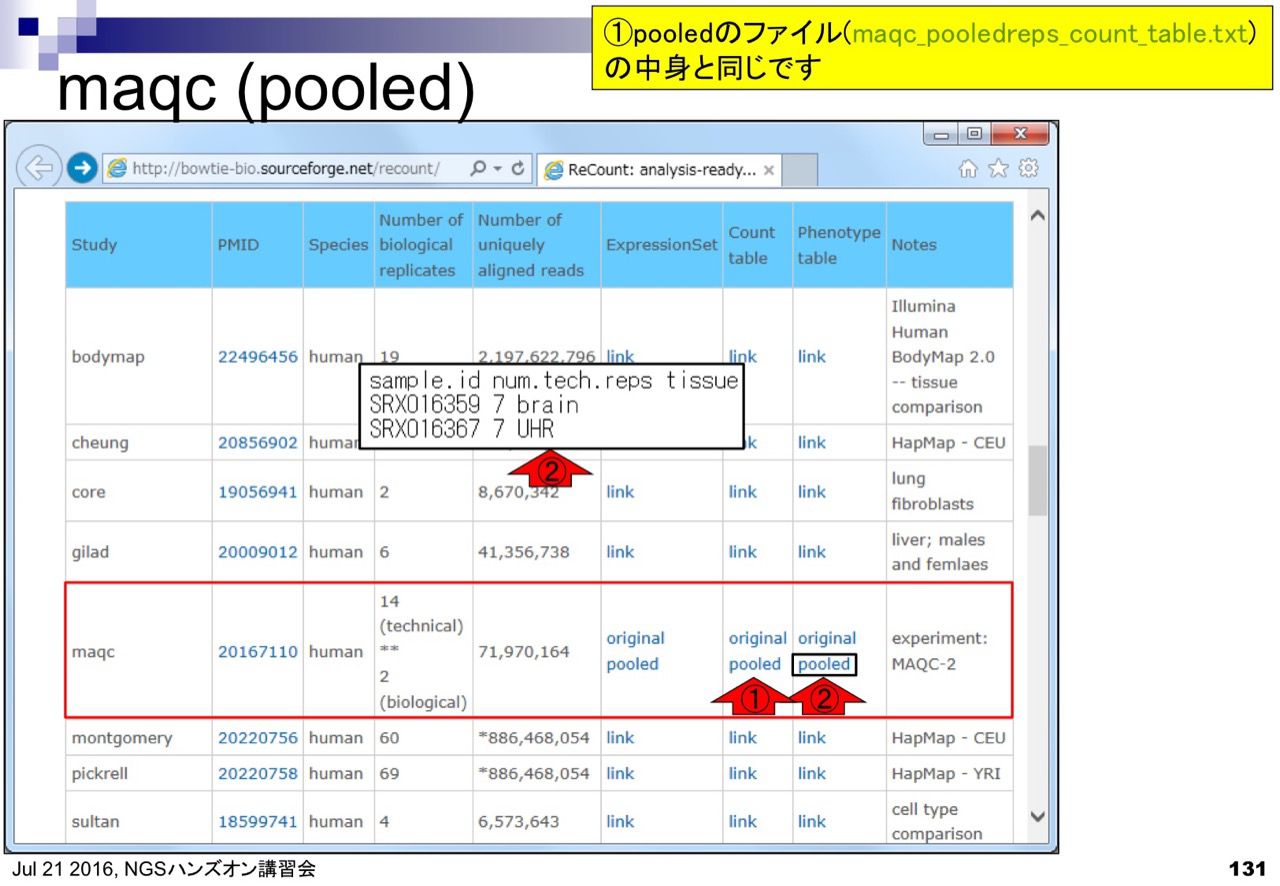 ①pooledのファイル(maqc_pooledreps_count_table.txt)
の中身と同じです
maqc (pooled)
http://bowtie-bio.sourceforge.net/recount/
ReCount: analysis-ready...
Study
PMID
Species
Number of
biological
replicates
Number of
uniquely
aligned reads
ExpressionSet
Count
table
Phenotype
table
Notes
bodymap
22496456
human
19
2,197,622,796
link
link
link
Illumina
Human
BodyMap 2.0
-- tissue
comparison
sample.id num.tech.reps tissue
SRX016359 7 brain
SRX016367 7 UHR
②
cheung
20856902
human
link
HapMap - CEU
core
19056941
human
2
8,670,342
link
link
link
lung
fibroblasts
gilad
20009012
human
6
41,356,738
link
link
link
liver; males
and femlaes
maqc
20167110
human
14
(technical)
**
2
(biological)
71,970,164
original
pooled
original
pooled
original
pooled
experiment:
MAQC-2
①
②
montgomery
20220756
human
60
*886,468,054
link
link
link
HapMap - CEU
pickrell
20220758
human
69
*886,468,054
link
link
link
HapMap - YRI
sultan
18599741
human
4
6,573,643
link
link
link
cell type
comparison
Jul 21 2016, NGSハンズオン講習会
131